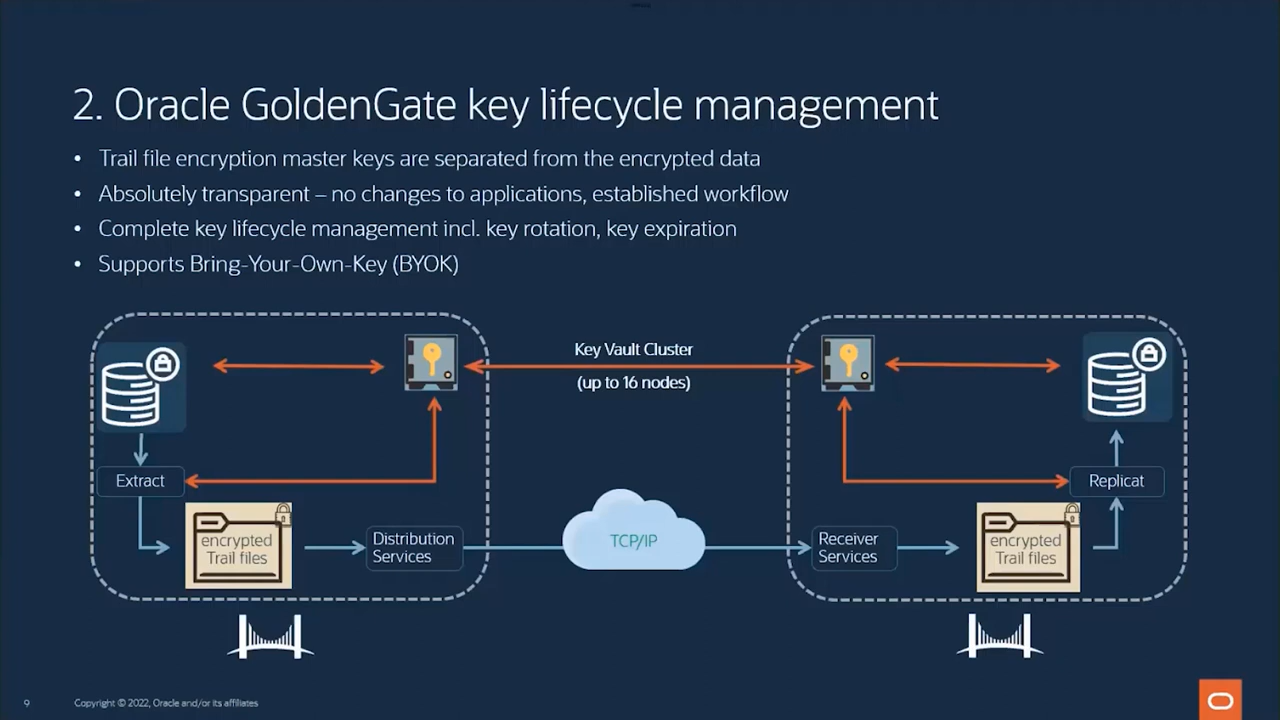 2. Oracle GoldenGate key lifecycle management
• Trail file encryption master keys are separated from the encrypted data
• Absolutely transparent – no changes to applications, established workflow
• Complete key lifecycle management incl. key rotation, key expiration
• Supports Bring-Your-Own-Key (BYOK)
Key Vault Cluster
(up to 16 nodes)
Extract
Replicat
encrypted
Trail files
Distribution
Services
TCP/IP
Receiver
Services
encrypted
Trail files
9
Copyright © 2022, Oracle and/or its affiliates